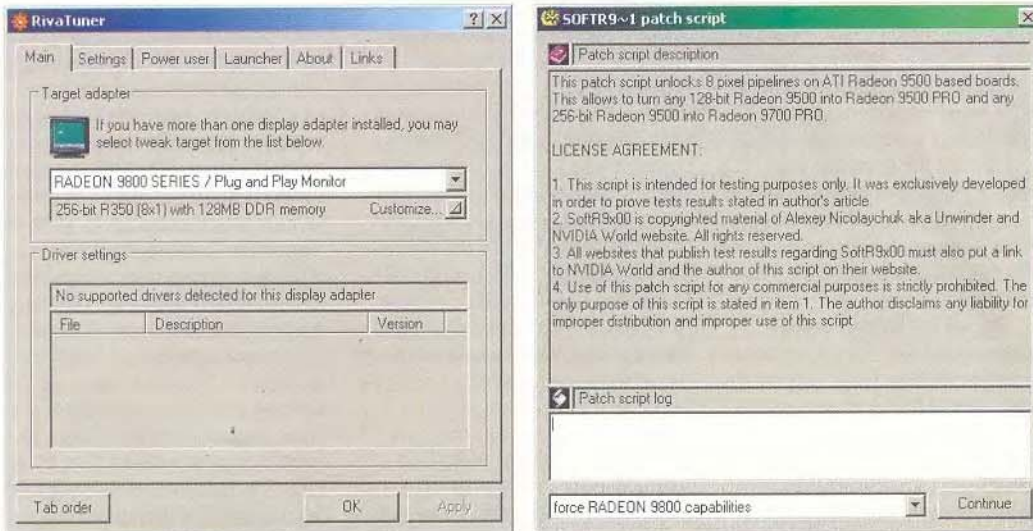 RivaTuner
Main Settings Power user Launcher About Links
Target adapter
If you have more than one display adapter installed, you may
select tweak target from the list below.
RADEON 9800 SERIES / Plug and Play Monitor
256-bit R350 (8x1) with 128MB DDR memory Customize...
Driver settings
No supported drivers detected for this display adapter
File Description Version
Tab order OK Apply
SOFTR9~1 patch script
Patch script description
This patch script unlocks 8 pixel pipelines on ATI Radeon 9500 based boards.
This allows to turn any 128-bit Radeon 9500 into Radeon 9500 PRO and any
256-bit Radeon 9500 into Radeon 9700 PRO.
LICENSE AGREEMENT:
1. This script is intended for testing purposes only. It was exclusively developed
in order to prove tests results stated in author's article.
2. SoftR9x00 is copyrighted material of Alexey Nicolaychuk aka Unwinder and
NVIDIA World website. All rights reserved.
3. All websites that publish test results regarding SoftR9x00 must also put a link
to NVIDIA World and the author of this script on their website.
4. Use of this patch script for any commercial purposes is strictly prohibited. The
only purpose of this script is stated in item 1. The author disclaims any liability for
improper distribution and improper use of this script
Patch script log
force RADEON 9800 capabilities Continue